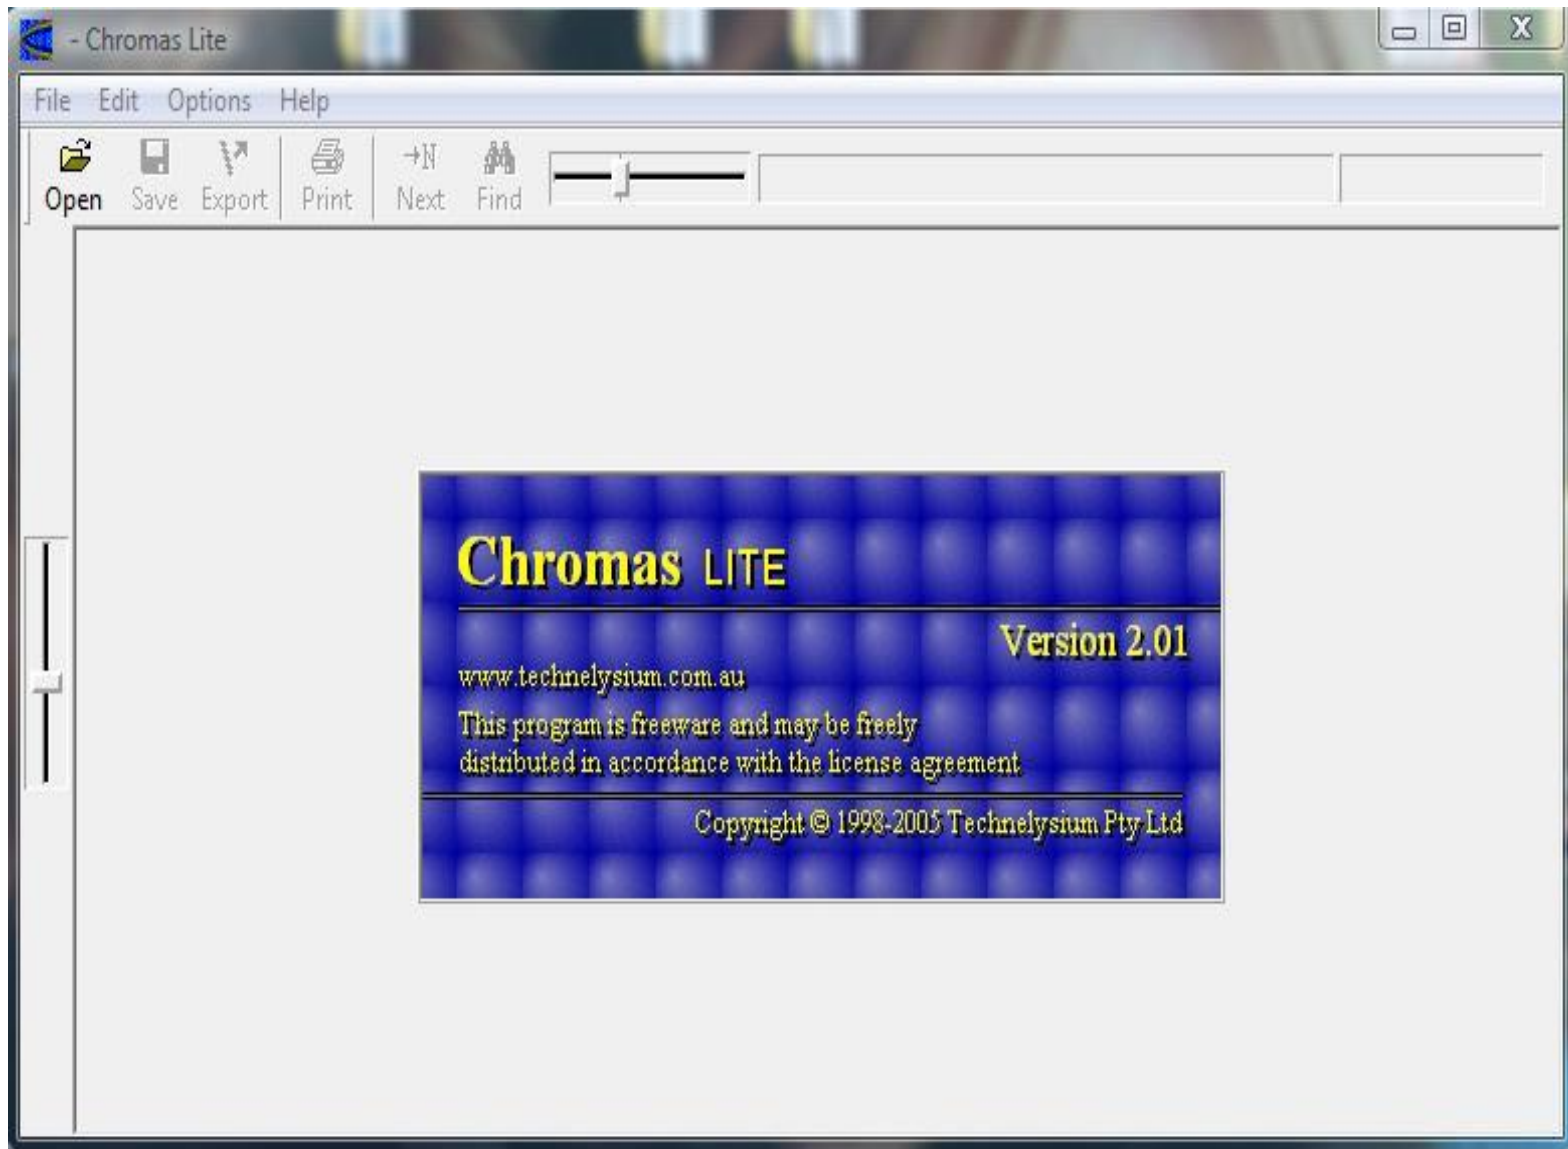 - Chromas Lite
File Edit Options Help
Open Save Export Print →N Next Find
Chromas LITE
Version 2.01
www.technelysium.com.au
This program is freeware and may be freely
distributed in accordance with the license agreement
Copyright © 1998-2005 Technelysium Pty Ltd